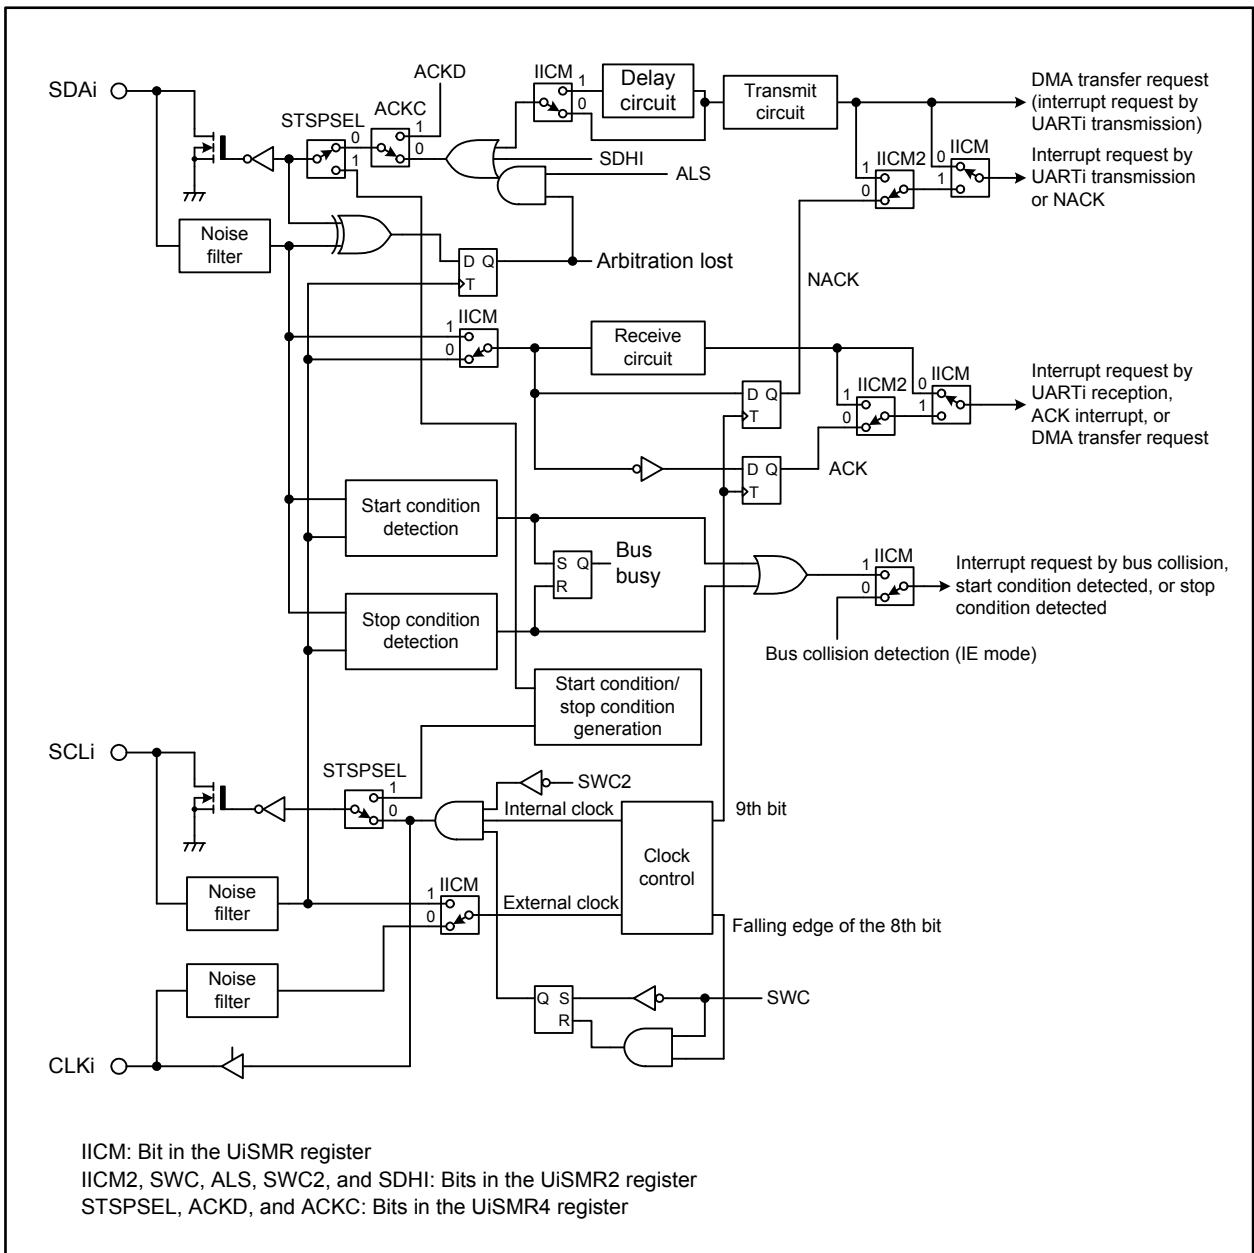 SDAi
STSPSEL
0
1
ACKC
ACKD
1
0
IICM
1
0
Delay
circuit
Transmit
circuit
SDHI
ALS
DMA transfer request
(interrupt request by
UARTi transmission)
IICM2
1
0
IICM
0
1
Interrupt request by
UARTi transmission
or NACK
Noise
filter
D Q
T
Arbitration lost
NACK
IICM
1
0
Receive
circuit
D Q
T
IICM2
1
0
IICM
0
1
Interrupt request by
UARTi reception,
ACK interrupt, or
DMA transfer request
D Q
T
ACK
Start condition
detection
S Q
R
Bus
busy
Stop condition
detection
IICM
1
0
Interrupt request by bus collision,
start condition detected, or stop
condition detected
Bus collision detection (IE mode)
Start condition/
stop condition
generation
SCLi
STSPSEL
1
0
SWC2
Internal clock
Clock
control
9th bit
Noise
filter
IICM
1
0
External clock
Falling edge of the 8th bit
Noise
filter
Q S
R
SWC
CLKi
IICM: Bit in the UiSMR register
IICM2, SWC, ALS, SWC2, and SDHI: Bits in the UiSMR2 register
STSPSEL, ACKD, and ACKC: Bits in the UiSMR4 register